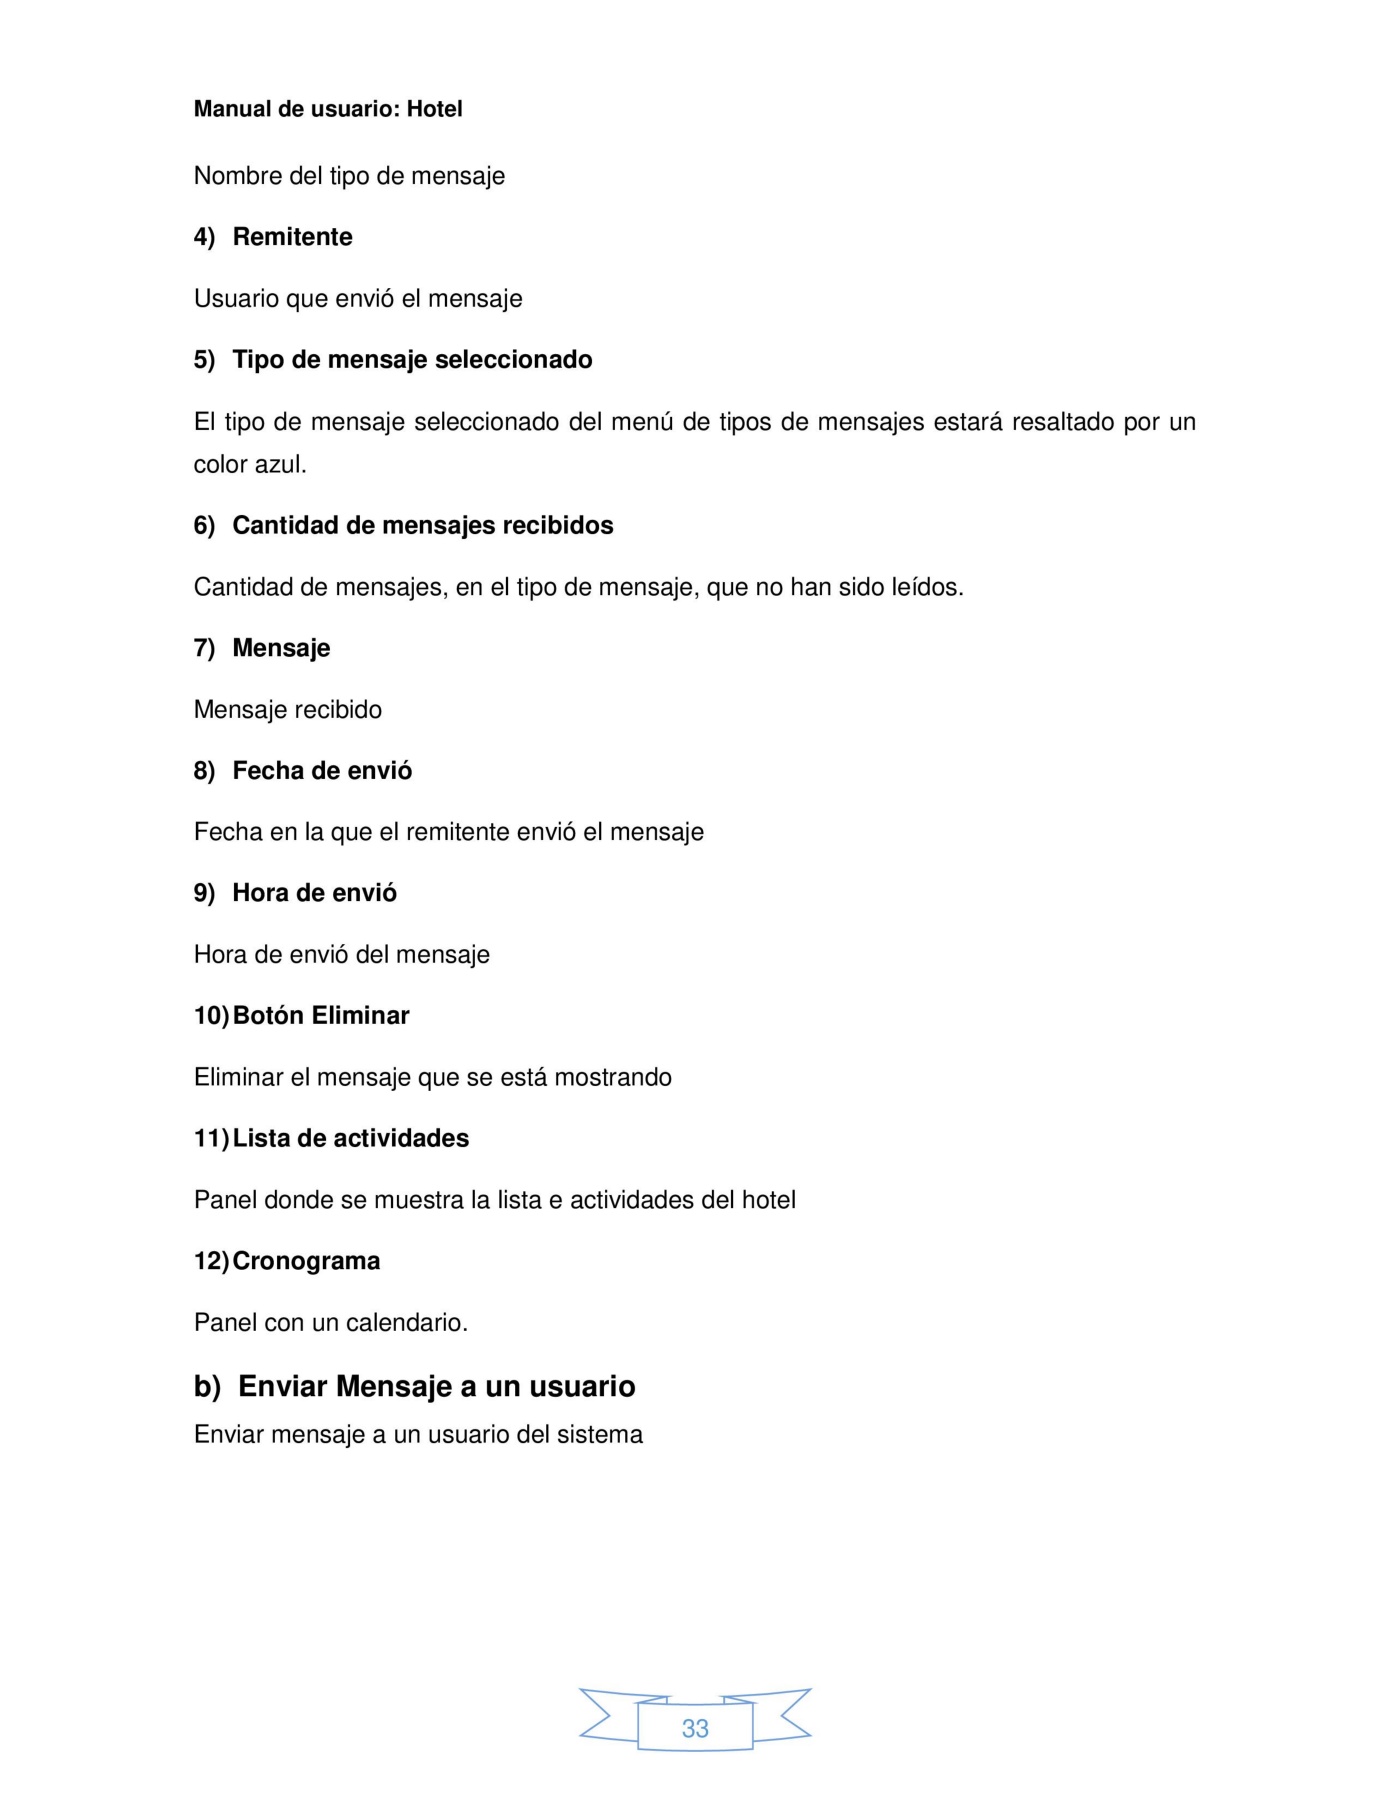 Manual de usuario: Hotel
Nombre del tipo de mensaje
4) Remitente
Usuario que envió el mensaje
5) Tipo de mensaje seleccionado
El tipo de mensaje seleccionado del menú de tipos de mensajes estará resaltado por un
color azul.
6) Cantidad de mensajes recibidos
Cantidad de mensajes, en el tipo de mensaje, que no han sido leídos.
7) Mensaje
Mensaje recibido
8) Fecha de envió
Fecha en la que el remitente envió el mensaje
9) Hora de envió
Hora de envió del mensaje
10) Botón Eliminar
Eliminar el mensaje que se está mostrando
11) Lista de actividades
Panel donde se muestra la lista e actividades del hotel
12) Cronograma
Panel con un calendario.
b) Enviar Mensaje a un usuario
Enviar mensaje a un usuario del sistema
33